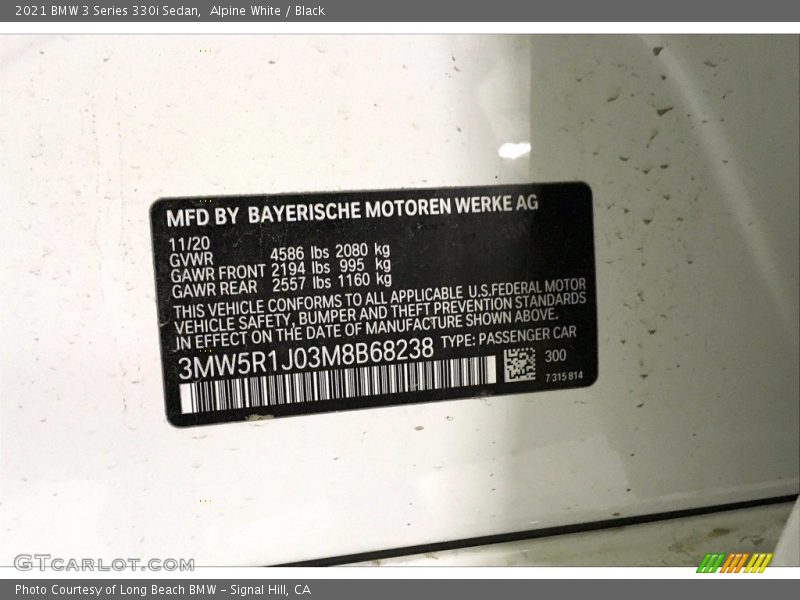 2021 BMW 3 Series 330i Sedan,  Alpine White / Black
MFD BY BAYERISCHE MOTOREN WERKE AG
11/20
GVWR 4586 lbs 2080 kg
GAWR FRONT 2194 lbs 995 kg
GAWR REAR 2557 lbs 1160 kg
THIS VEHICLE CONFORMS TO ALL APPLICABLE U.S.FEDERAL MOTOR
VEHICLE SAFETY, BUMPER AND THEFT PREVENTION STANDARDS
IN EFFECT ON THE DATE OF MANUFACTURE SHOWN ABOVE.
3MW5R1J03M8B68238 TYPE: PASSENGER CAR
300
7 315 814
GTCARLOT.COM
Photo Courtesy of Long Beach BMW - Signal Hill, CA